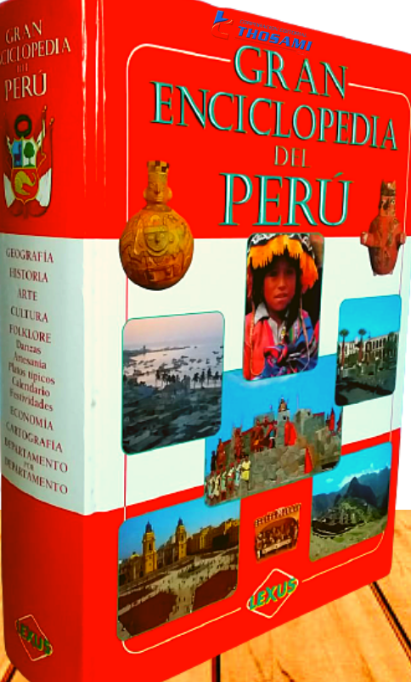 GRAN
ENCICLOPEDIA
DEL
PERÚ
GEOGRAFÍA
HISTORIA
ARTE
CULTURA
FOLKLORE
Danzas
Artesanía
Platos típicos
Calendario
Festividades
ECONOMÍA
CARTOGRAFÍA
DEPARTAMENTO
POR
DEPARTAMENTO
LEXUS
THOSAMI
GRAN
ENCICLOPEDIA
DEL
PERÚ
LEXUS